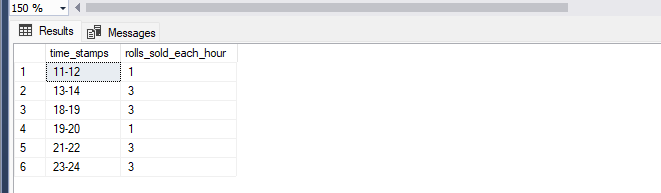 150 %
Results Messages
time_stamps rolls_sold_each_hour
1 11-12 1
2 13-14 3
3 18-19 3
4 19-20 1
5 21-22 3
6 23-24 3